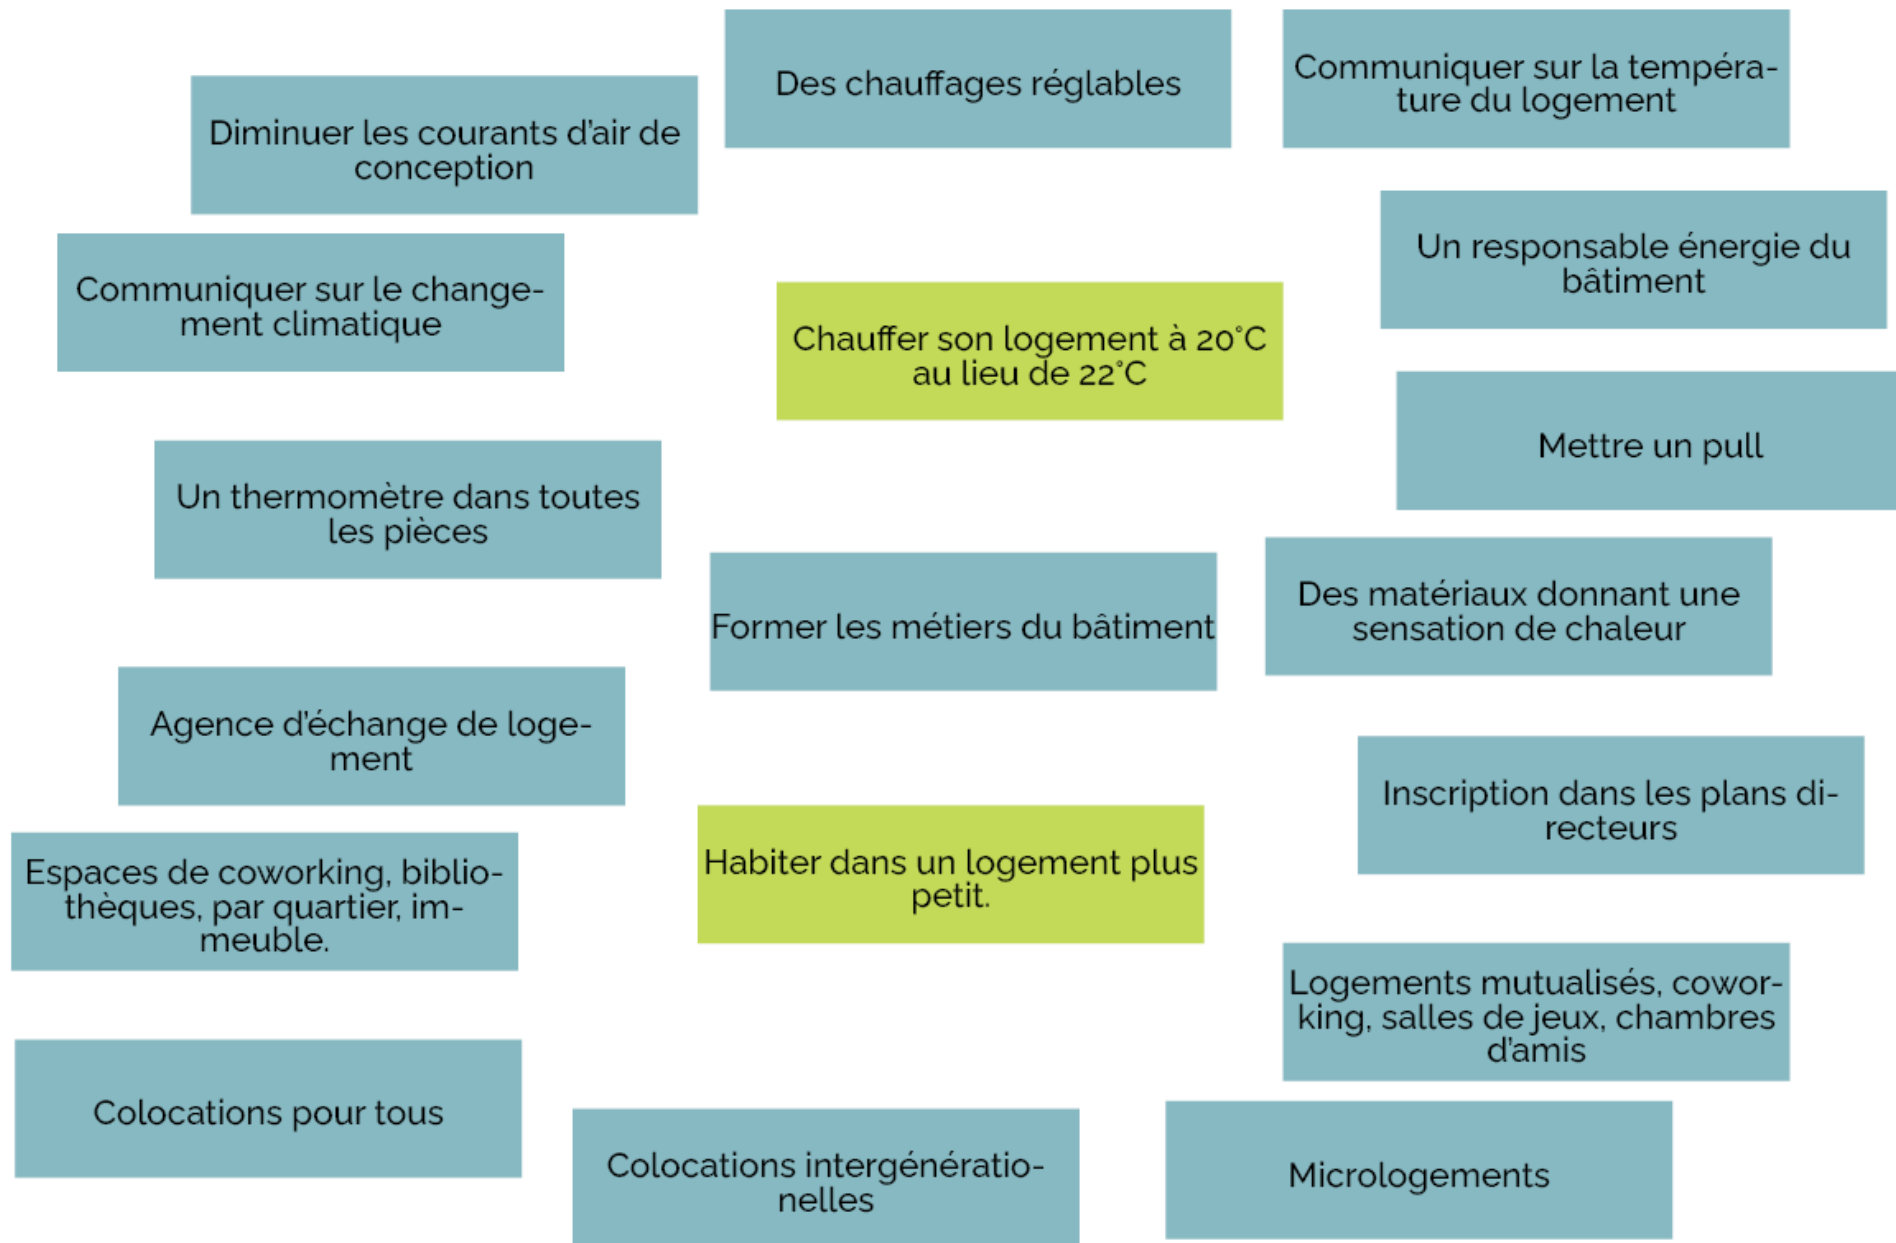 Des chauffages réglables
Communiquer sur la tempéra-
ture du logement
Diminuer les courants d'air de
conception
Un responsable énergie du
bâtiment
Communiquer sur le change-
ment climatique
Chauffer son logement à 20°C
au lieu de 22°C
Mettre un pull
Un thermomètre dans toutes
les pièces
Former les métiers du bâtiment
Des matériaux donnant une
sensation de chaleur
Agence d'échange de loge-
ment
Inscription dans les plans di-
recteurs
Espaces de coworking, biblio-
thèques, par quartier, im-
meuble.
Habiter dans un logement plus
petit.
Logements mutualisés, cowor-
king, salles de jeux, chambres
d'amis
Colocations pour tous
Colocations intergénératio-
nelles
Micrologements